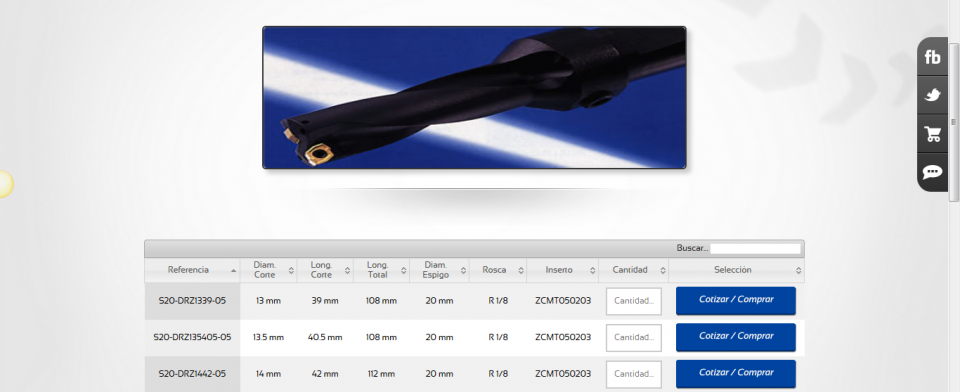 fb
Buscar...
Referencia Diam. Corte Long. Corte Long. Total Diam. Espigo Rosca Inserto Cantidad Selección
S20-DRZ1339-05 13 mm 39 mm 108 mm 20 mm R 1/8 ZCMT050203 Cantidad... Cotizar / Comprar
S20-DRZ135405-05 13.5 mm 40.5 mm 108 mm 20 mm R 1/8 ZCMT050203 Cantidad... Cotizar / Comprar
S20-DRZ1442-05 14 mm 42 mm 112 mm 20 mm R 1/8 ZCMT050203 Cantidad... Cotizar / Comprar